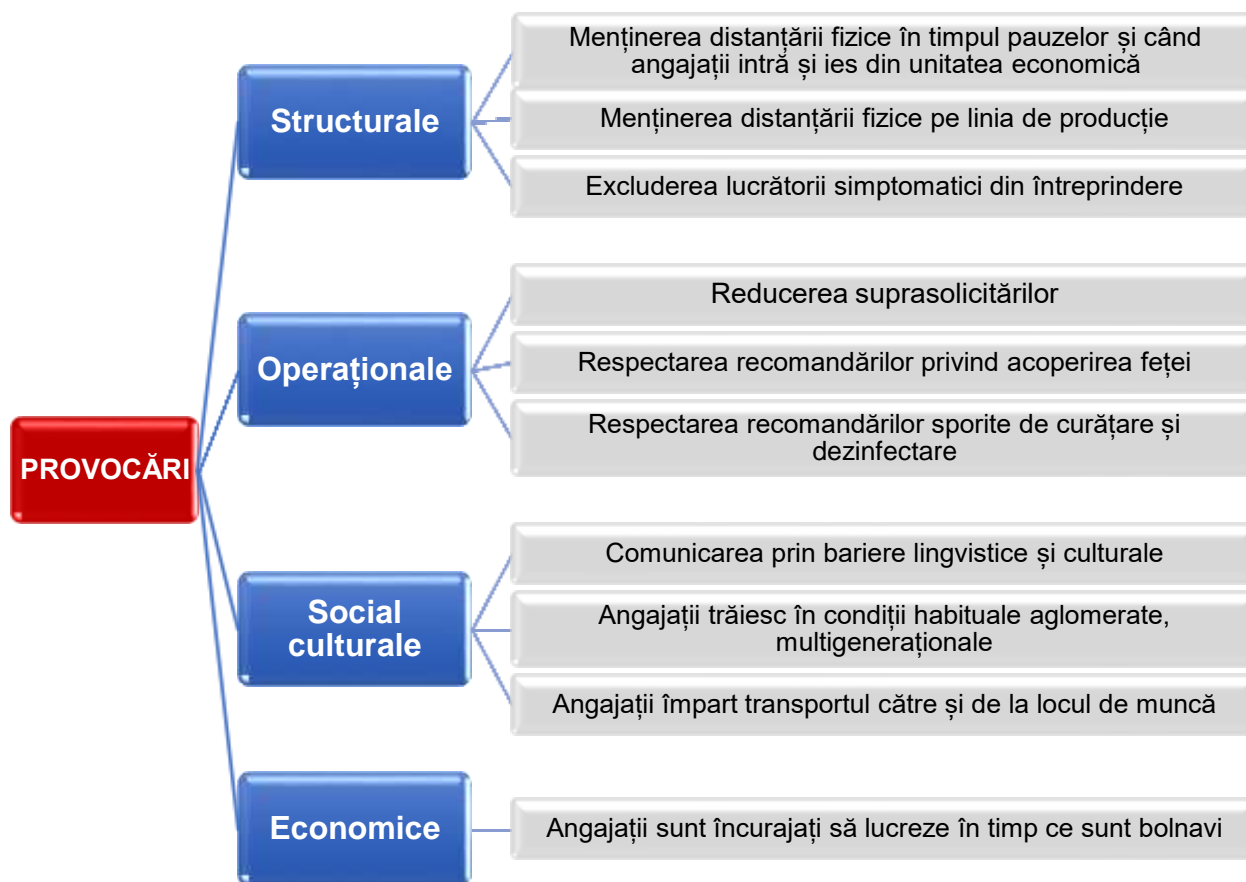 PROVOCĂRI
Structurale
Menținerea distanțării fizice în timpul pauzelor și când
angajații intră și ies din unitatea economică
Menținerea distanțării fizice pe linia de producție
Excluderea lucrătorii simptomatici din întreprindere
Operaționale
Reducerea suprasolicitărilor
Respectarea recomandărilor privind acoperirea feței
Respectarea recomandărilor sporite de curățare și
dezinfectare
Social
culturale
Comunicarea prin bariere lingvistice și culturale
Angajații trăiesc în condiții habituale aglomerate,
multigeneraționale
Angajații împart transportul către și de la locul de muncă
Economice
Angajații sunt încurajați să lucreze în timp ce sunt bolnavi